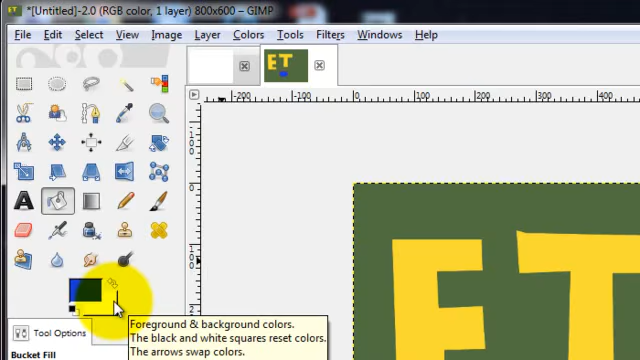 *[Untitled]-2.0 (RGB color, 1 layer) 800x600 – GIMP
File Edit Select View Image Layer Colors Tools Filters Windows Help
ET
-200 -100 0 100 200 300 400
0
100
ET
Foreground & background colors.
The black and white squares reset colors.
The arrows swap colors.
Tool Options
Bucket Fill